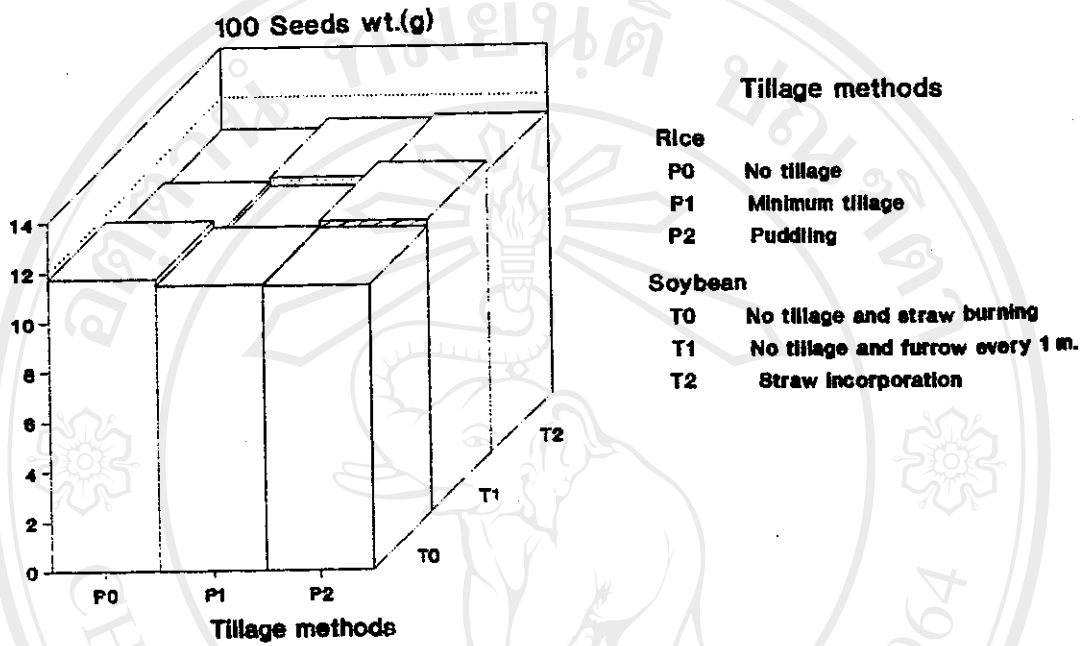 100 Seeds wt.(g)
14
12
10
8
6
4
2
0
P0 P1 P2
Tillage methods
T0
T1
T2
Tillage methods
Rice
P0 No tillage
P1 Minimum tillage
P2 Puddling
Soybean
T0 No tillage and straw burning
T1 No tillage and furrow every 1 m.
T2 Straw incorporation
964